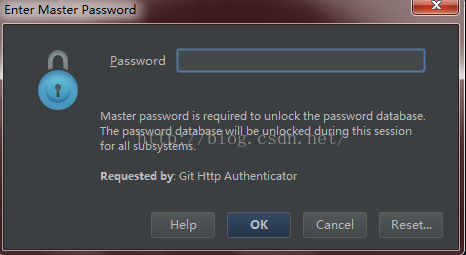 Enter Master Password
Password
Master password is required to unlock the password database.
The password database will be unlocked during this session
for all subsystems.
http://blog.csdn.net/
Requested by: Git Http Authenticator
Help
OK
Cancel
Reset...